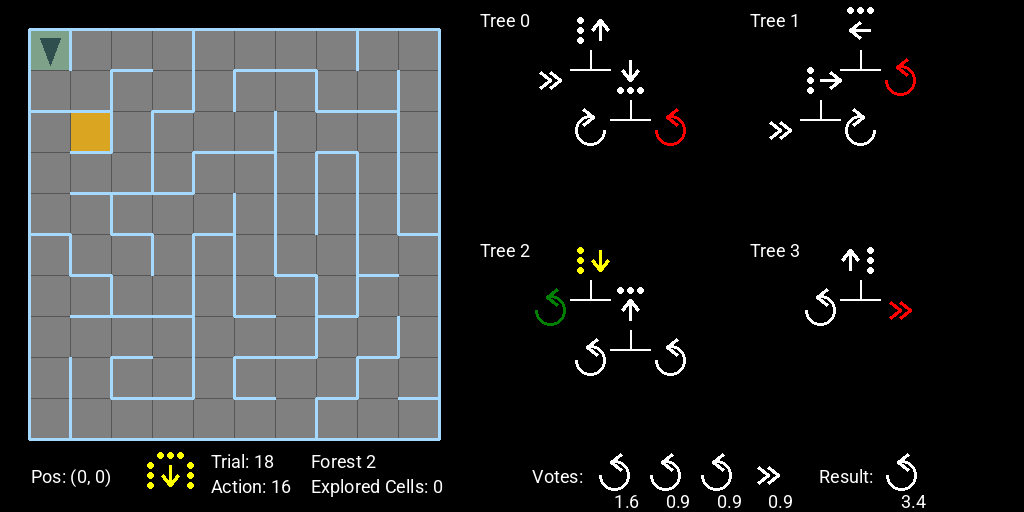 Tree 0
Tree 1
Tree 2
Tree 3
Pos: (0, 0)
Trial: 18
Forest 2
Action: 16
Explored Cells: 0
Votes:
1.6
0.9
0.9
0.9
Result:
3.4